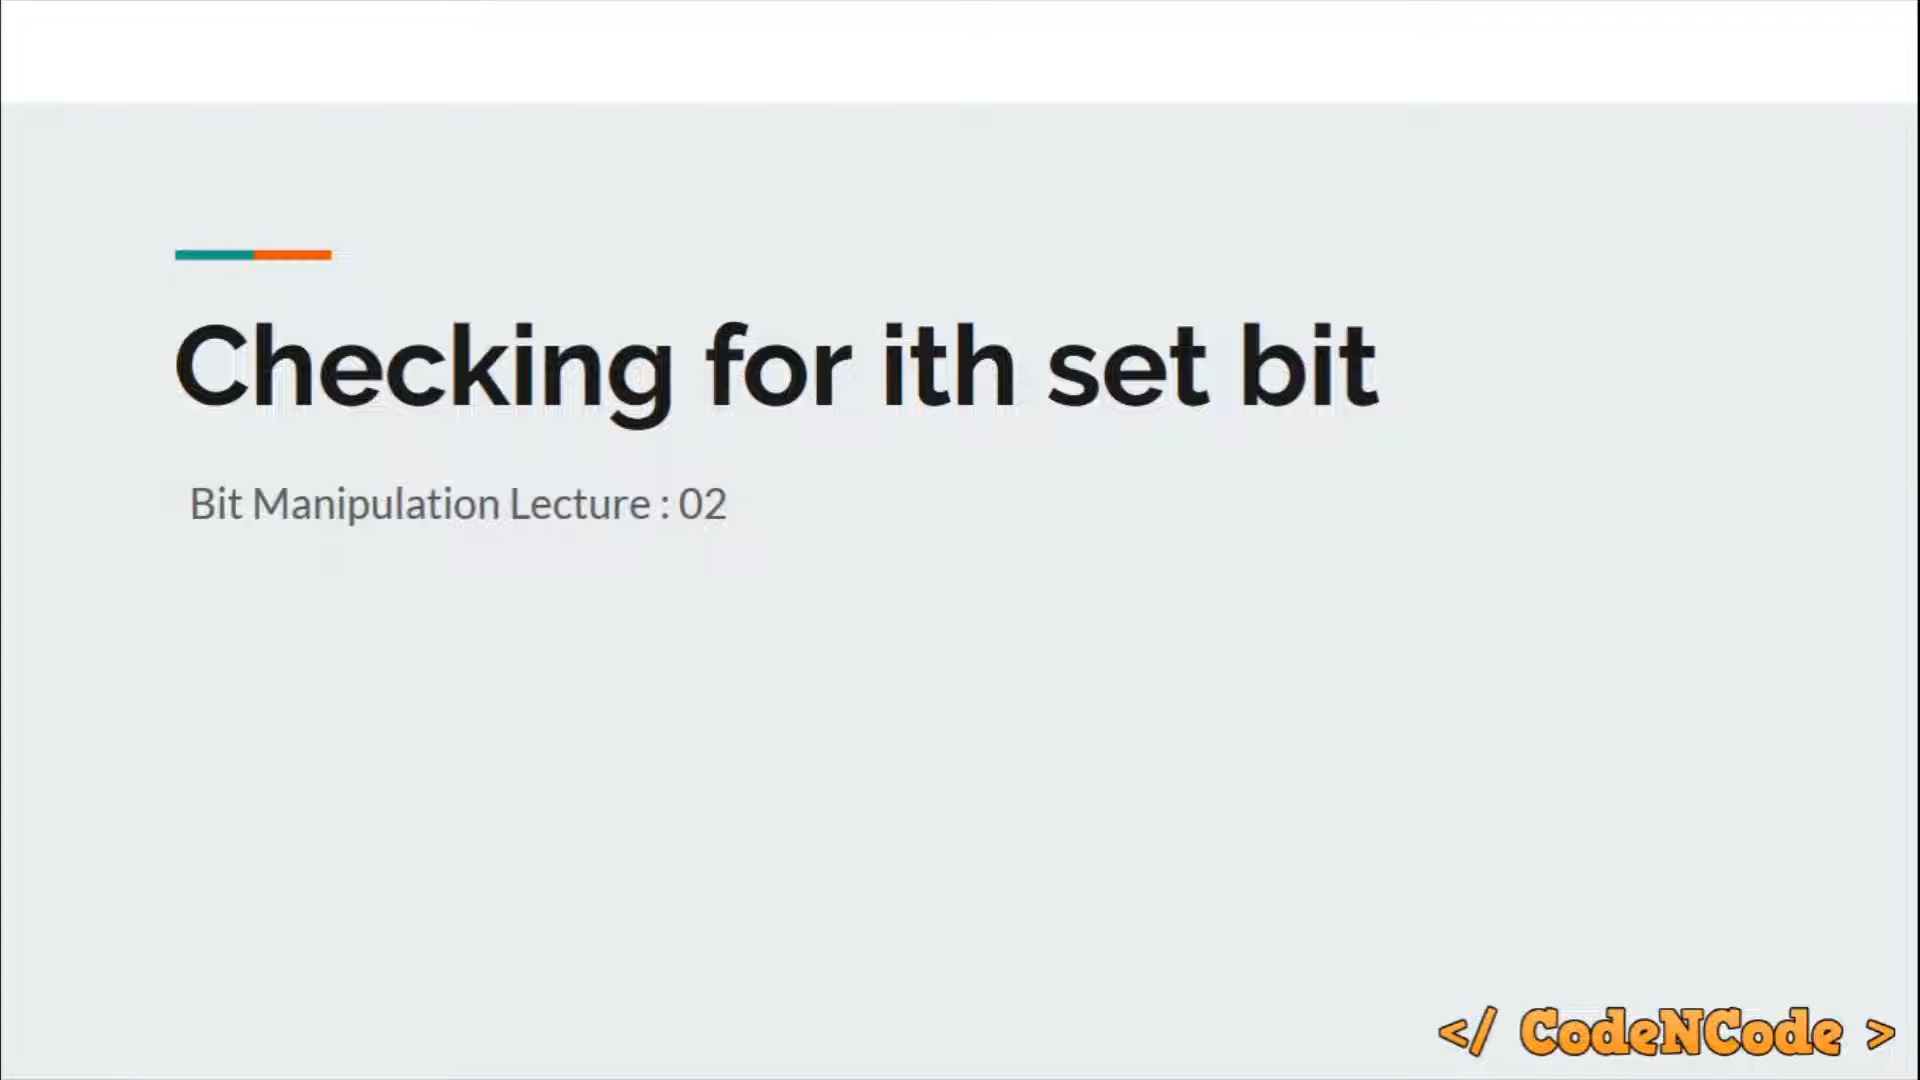 Checking for ith set bit
Bit Manipulation Lecture : 02
</ CodeNCode >